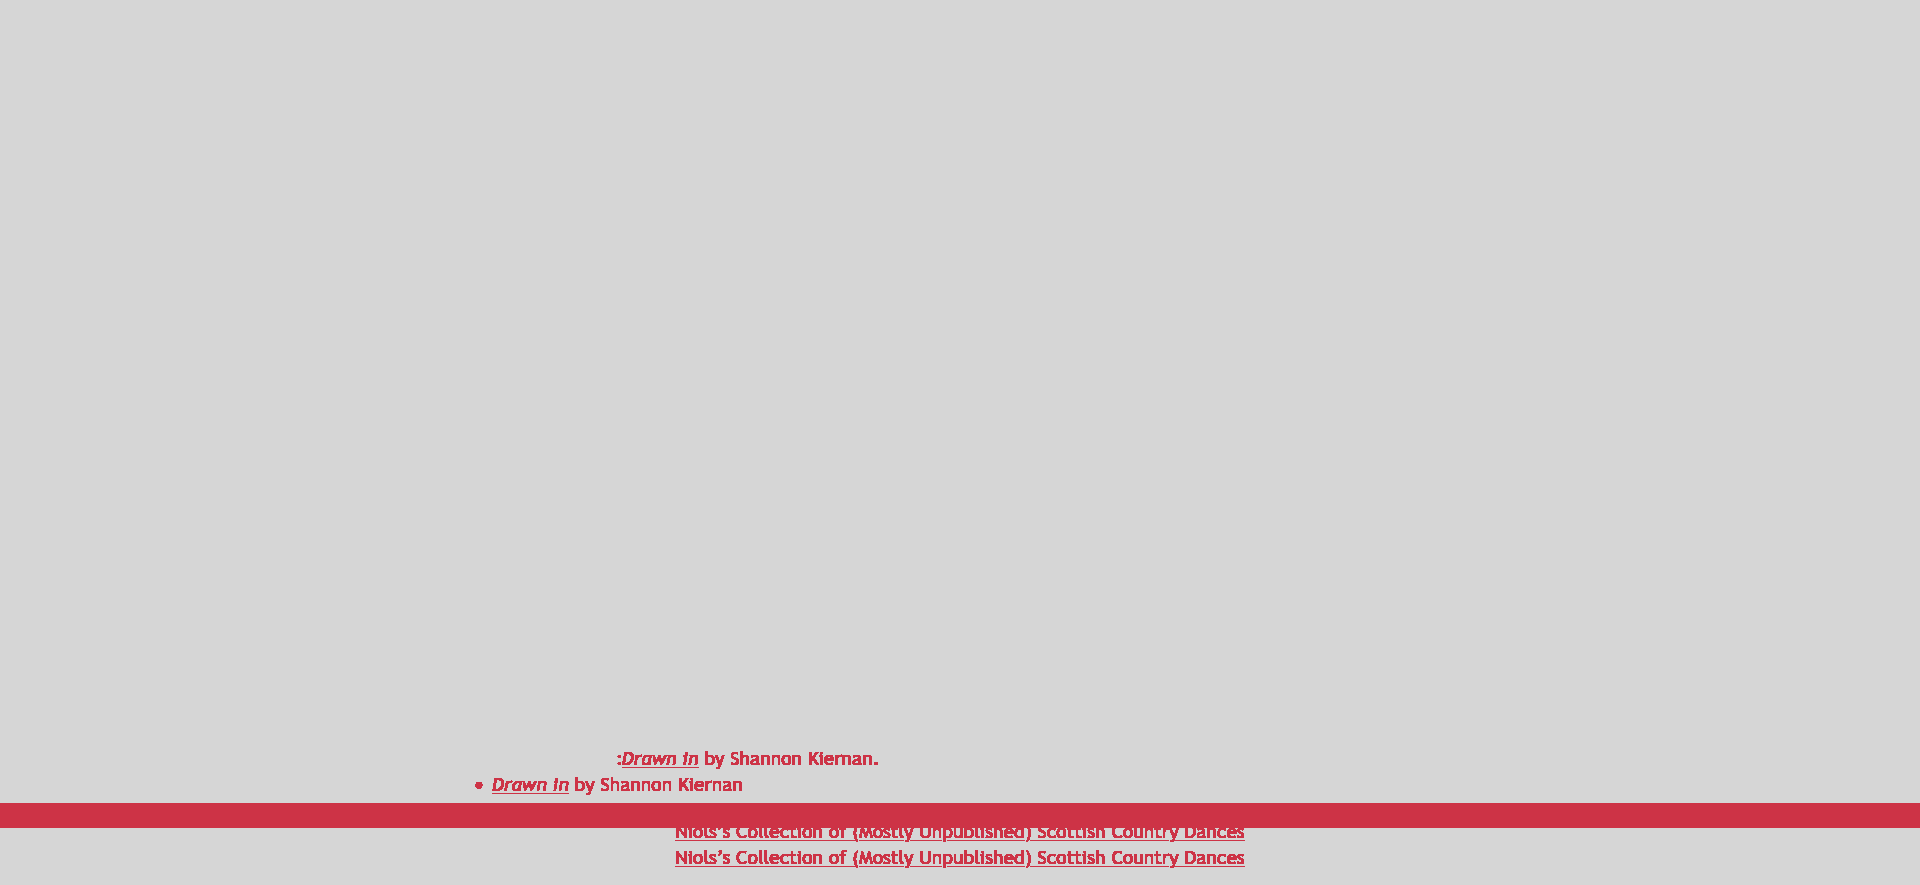 :Drawn In by Shannon Kiernan.
• Drawn In by Shannon Kiernan
Niols’s Collection of (Mostly Unpublished) Scottish Country Dances
Niols’s Collection of (Mostly Unpublished) Scottish Country Dances